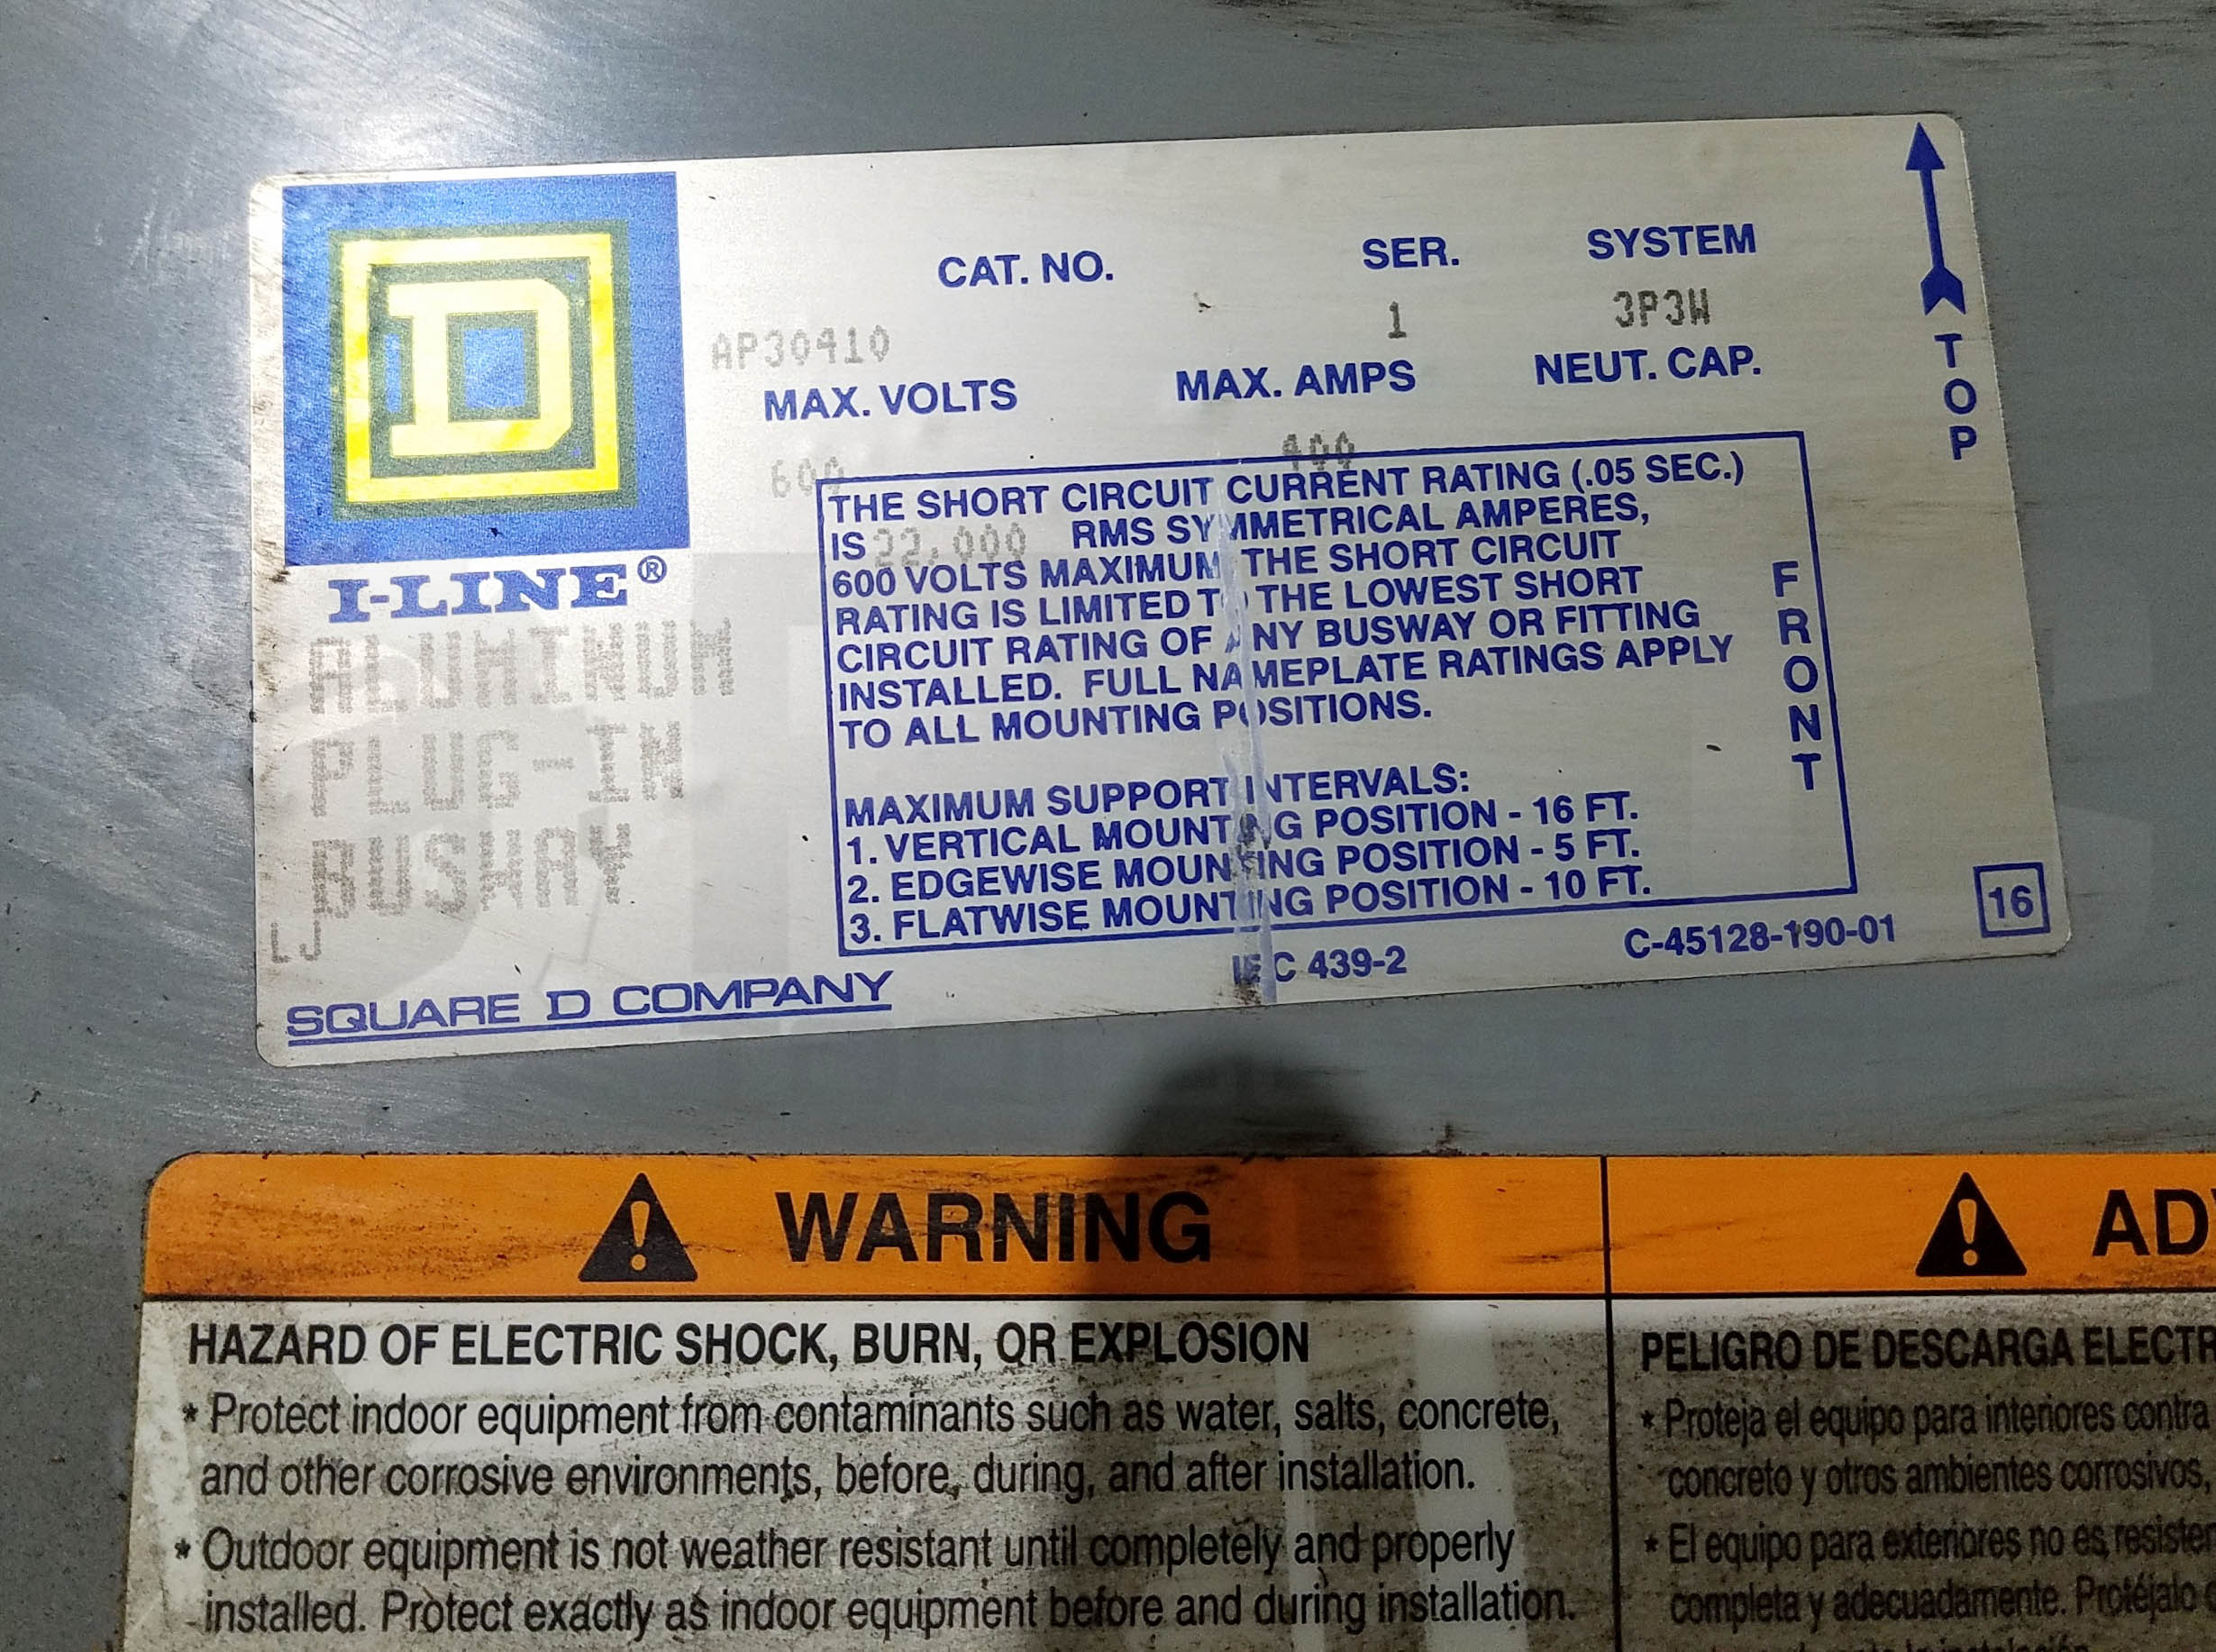 D
CAT. NO. SER. SYSTEM
AP30410 1 3P3W
MAX. VOLTS MAX. AMPS NEUT. CAP.
600 400
THE SHORT CIRCUIT CURRENT RATING (.05 SEC.)
IS 22,000 RMS SYMMETRICAL AMPERES,
600 VOLTS MAXIMUM THE SHORT CIRCUIT
RATING IS LIMITED TO THE LOWEST SHORT
CIRCUIT RATING OF ANY BUSWAY OR FITTING
INSTALLED. FULL NAMEPLATE RATINGS APPLY
TO ALL MOUNTING POSITIONS.
MAXIMUM SUPPORT INTERVALS:
1. VERTICAL MOUNTING POSITION - 16 FT.
2. EDGEWISE MOUNTING POSITION - 5 FT.
3. FLATWISE MOUNTING POSITION - 10 FT.
FRONT
TOP
I-LINE®
ALUMINUM
PLUG-IN
BUSWAY
LJ
SQUARE D COMPANY
IEC 439-2
C-45128-190-01
16
WARNING
HAZARD OF ELECTRIC SHOCK, BURN, OR EXPLOSION
* Protect indoor equipment from contaminants such as water, salts, concrete,
and other corrosive environments, before, during, and after installation.
* Outdoor equipment is not weather resistant until completely and properly
installed. Protect exactly as indoor equipment before and during installation.
AD
PELIGRO DE DESCARGA ELECTR
* Proteja el equipo para interiores contra
concreto y otros ambientes corrosivos,
* El equipo para exteriores no es resisten
completa y adecuadamente. Protéjalo